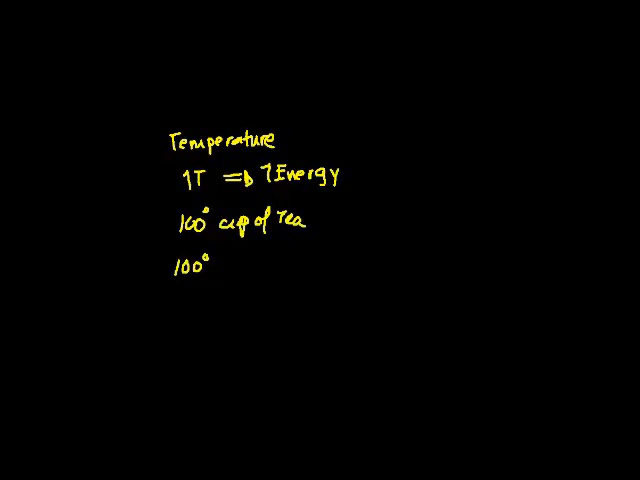 Temperature
↑T ⇒ ↑Energy
100° cup of Tea
100°